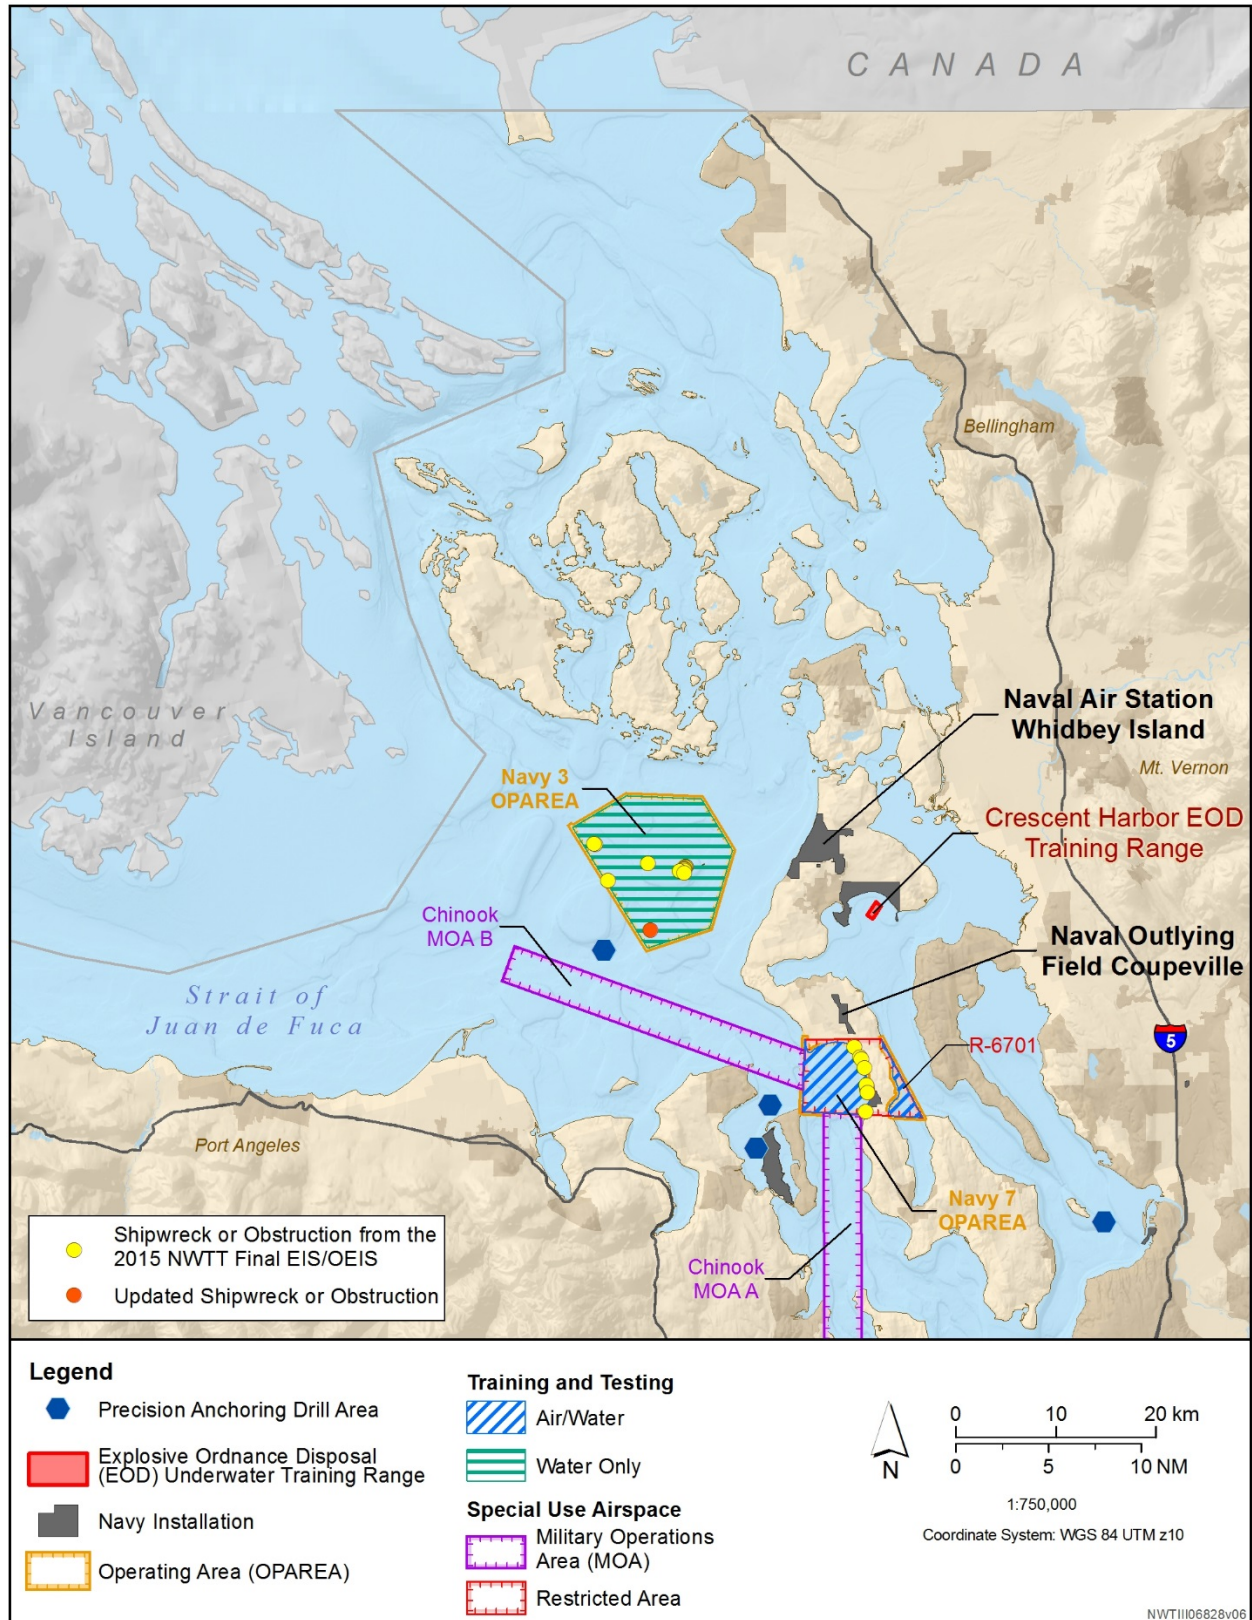 CANADA
Bellingham
Vancouver
Island
Naval Air Station
Whidbey Island
Mt. Vernon
Navy 3
OPAREA
Crescent Harbor EOD
Training Range
Chinook
MOA B
Naval Outlying
Field Coupeville
Strait of
Juan de Fuca
5
R-6701
Port Angeles
Navy 7
OPAREA
Chinook
MOA A
Shipwreck or Obstruction from the
2015 NWTT Final EIS/OEIS
Updated Shipwreck or Obstruction
Legend
Precision Anchoring Drill Area
Explosive Ordnance Disposal
(EOD) Underwater Training Range
Navy Installation
Operating Area (OPAREA)
Training and Testing
Air/Water
Water Only
Special Use Airspace
Military Operations
Area (MOA)
Restricted Area
N
0 10 20 km
0 5 10 NM
1:750,000
Coordinate System: WGS 84 UTM z10
NWTIII06828v06